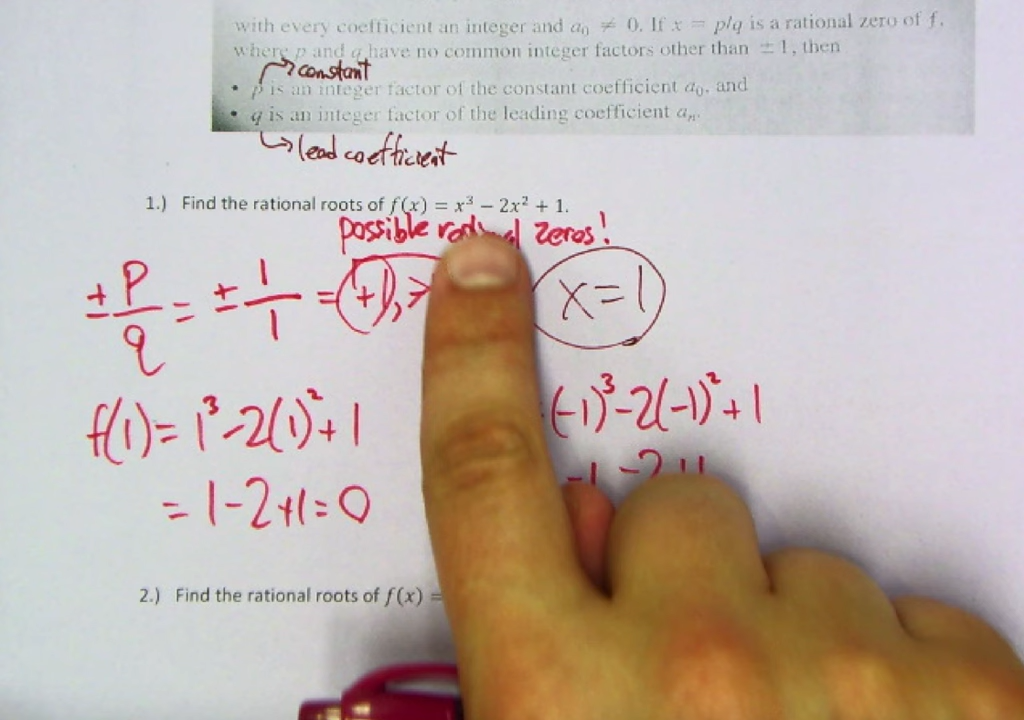 with every coefficient an integer and a₀ ≠ 0. If x = p/q is a rational zero of f,
where p and q have no common integer factors other than ±1, then
constant
• p is an integer factor of the constant coefficient a₀, and
• q is an integer factor of the leading coefficient aₙ.
lead coefficient
1.) Find the rational roots of f(x) = x³ − 2x² + 1.
possible zeros!
± p/q = ± 1/1 = +1, x=1
f(1) = 1³ - 2(1)² + 1 (-1)³ - 2(-1)² + 1
= 1 - 2 + 1 = 0 -1 -2 +1
2.) Find the rational roots of f(x) =